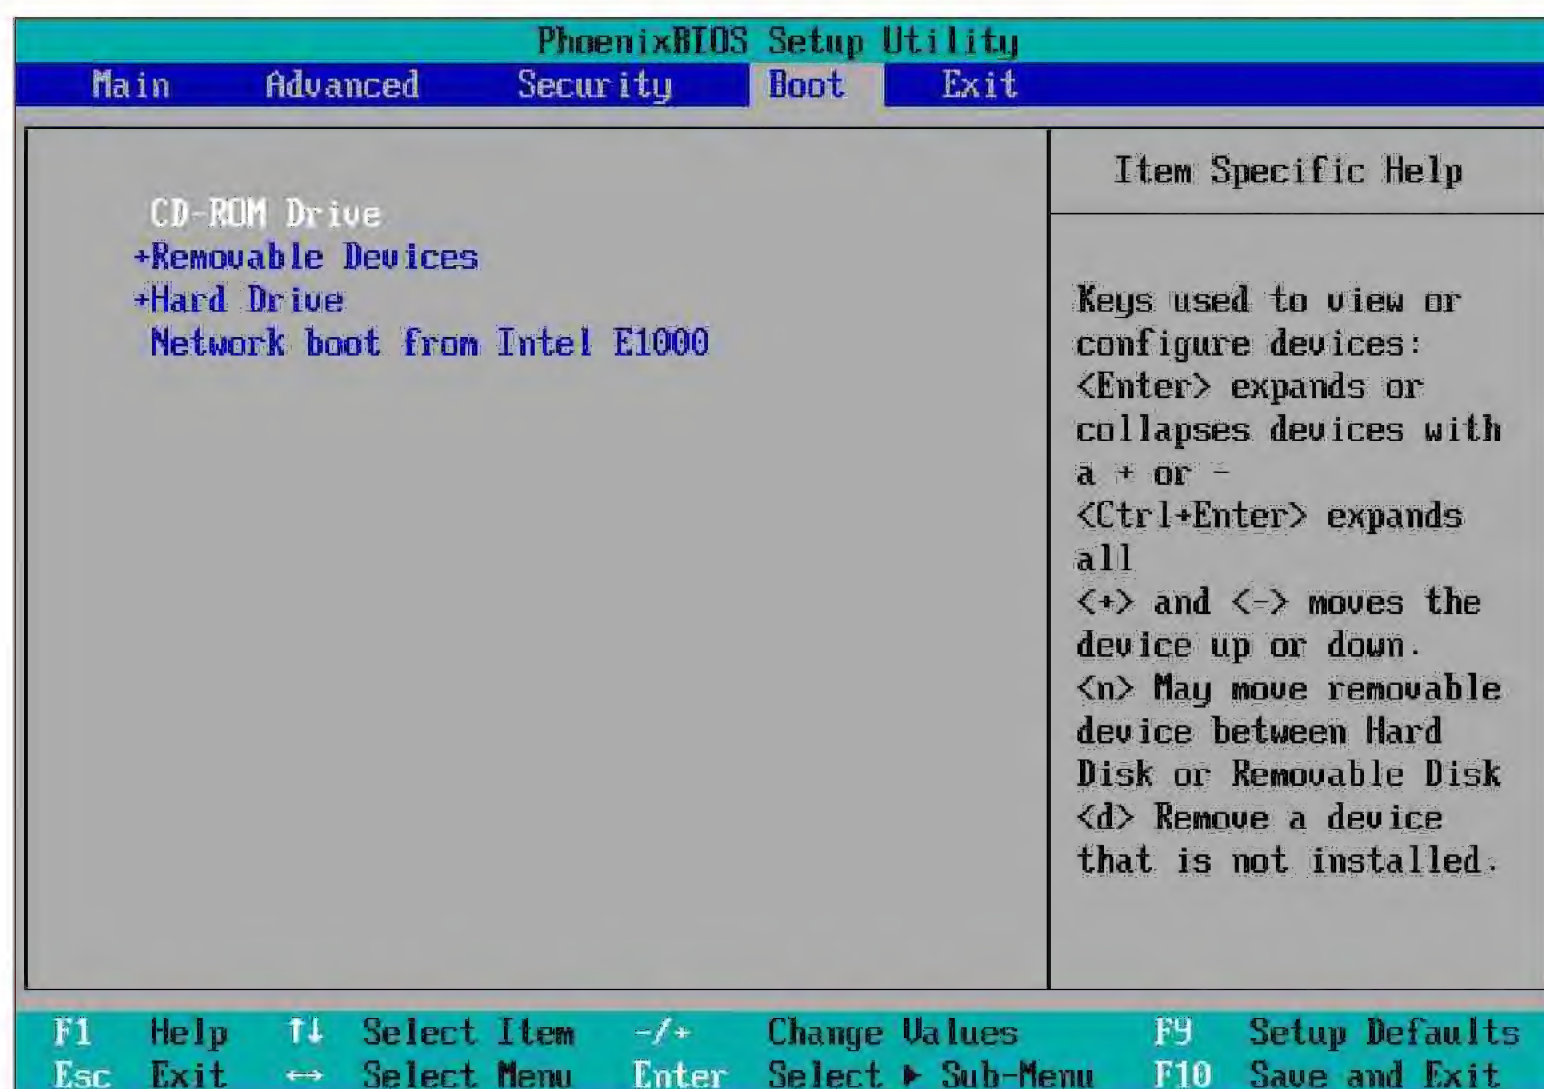 PhoenixBIOS Setup Utility
Main Advanced Security Boot Exit
CD-ROM Drive
+Removable Devices
+Hard Drive
Network boot from Intel E1000
Item Specific Help
Keys used to view or
configure devices:
<Enter> expands or
collapses devices with
a + or -
<Ctrl+Enter> expands
all
<+> and <-> moves the
device up or down.
<n> May move removable
device between Hard
Disk or Removable Disk
<d> Remove a device
that is not installed.
F1 Help ↑↓ Select Item -/+ Change Values F9 Setup Defaults
Esc Exit ↔ Select Menu Enter Select ▶ Sub-Menu F10 Save and Exit